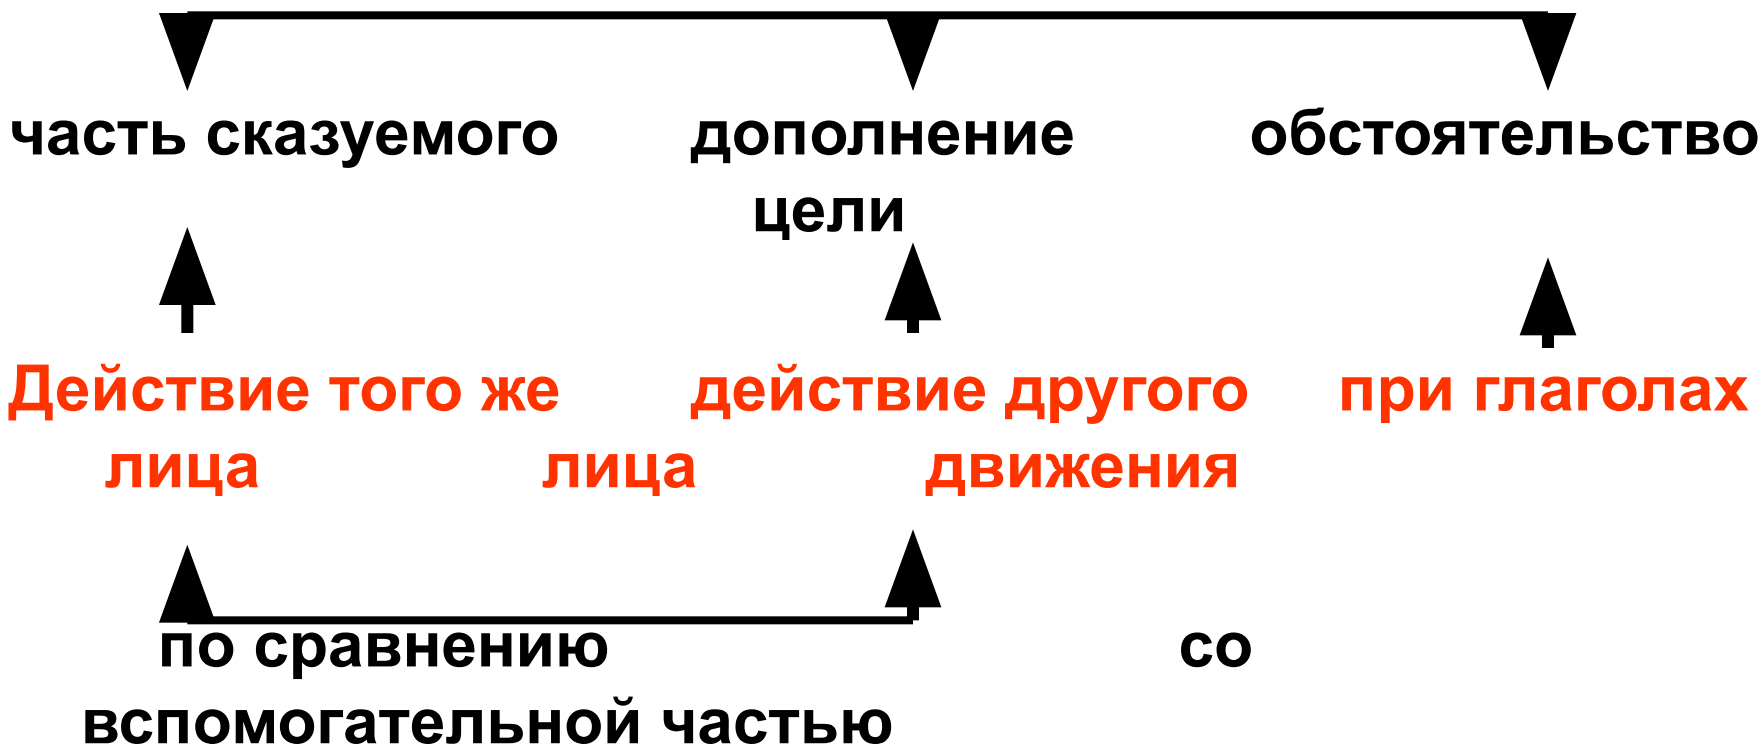 часть сказуемого дополнение обстоятельство
цели
Действие того же действие другого при глаголах
лица лица движения
по сравнению со
вспомогательной частью